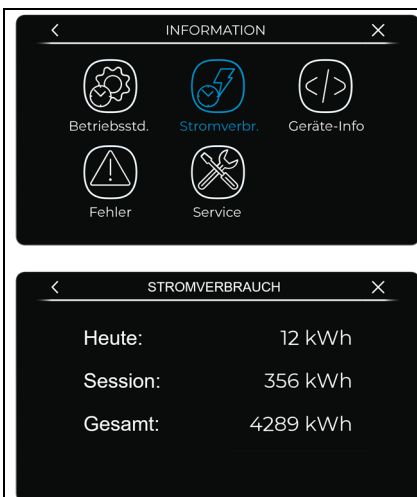 INFORMATION
Betriebsstd. Stromverbr. Geräte-Info
Fehler Service
STROMVERBRAUCH
Heute: 12 kWh
Session: 356 kWh
Gesamt: 4289 kWh